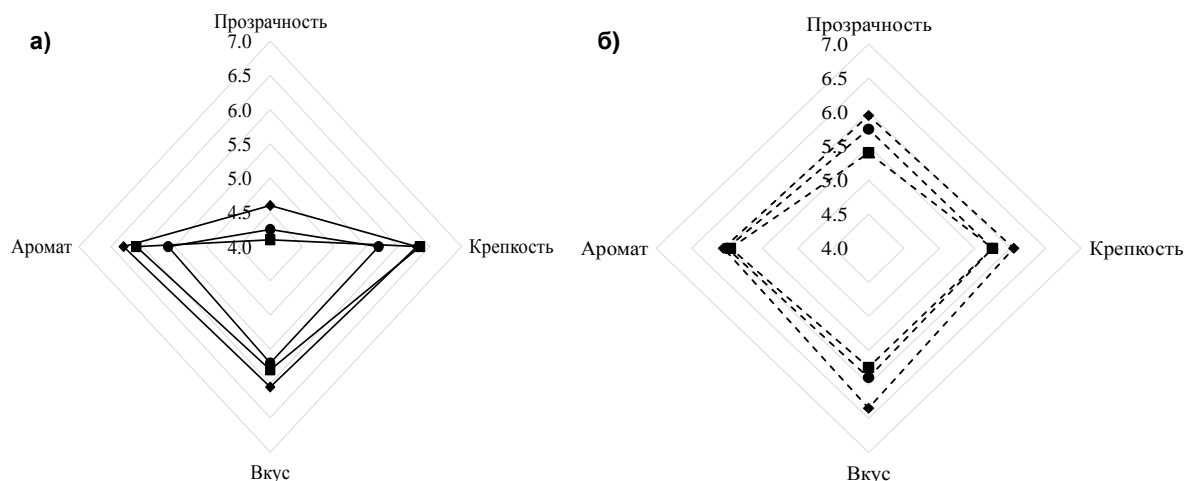 а)
Прозрачность
7.0
6.5
6.0
5.5
5.0
4.5
4.0
Аромат
Крепкость
Вкус
б)
Прозрачность
7.0
6.5
6.0
5.5
5.0
4.5
4.0
Аромат
Крепкость
Вкус